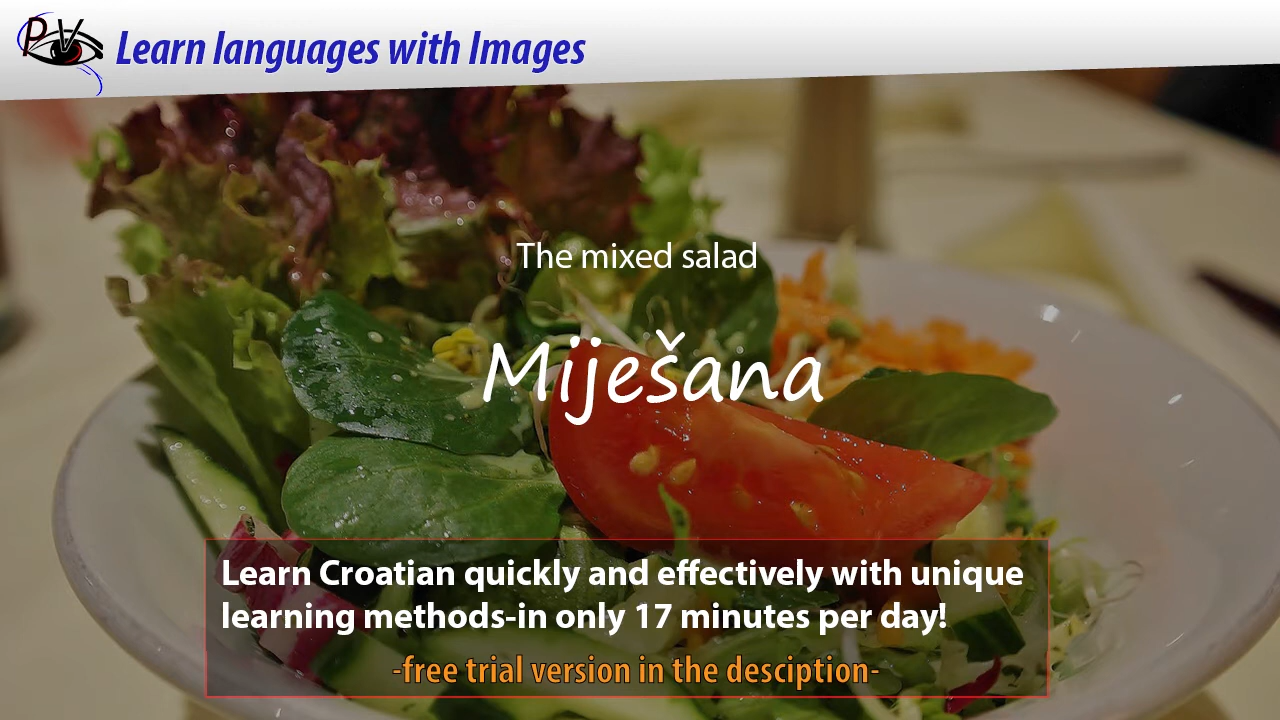 PV
Learn languages with Images
The mixed salad
Miješana
Learn Croatian quickly and effectively with unique
learning methods-in only 17 minutes per day!
-free trial version in the desciption-